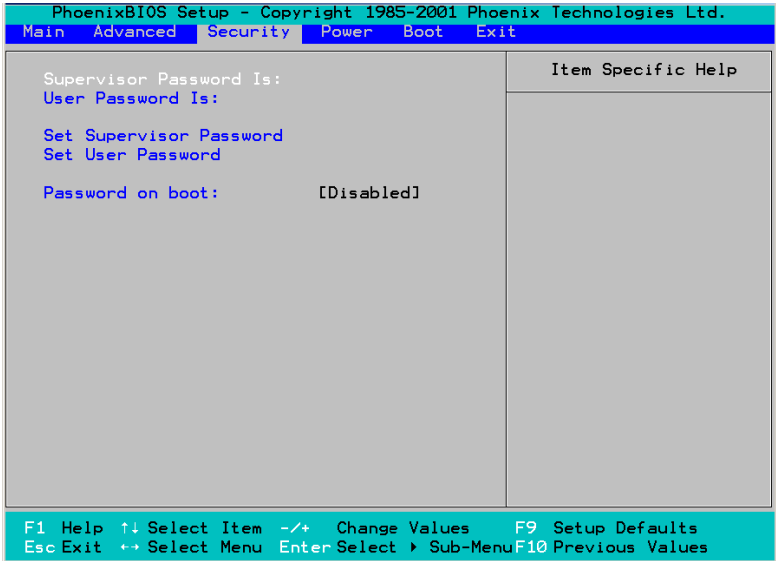 PhoenixBIOS Setup - Copyright 1985-2001 Phoenix Technologies Ltd.
Main Advanced Security Power Boot Exit
Supervisor Password Is:
User Password Is:
Set Supervisor Password
Set User Password
Password on boot: [Disabled]
Item Specific Help
F1 Help ↑↓ Select Item -/+ Change Values F9 Setup Defaults
Esc Exit ←→ Select Menu Enter Select ▸ Sub-Menu F10 Previous Values